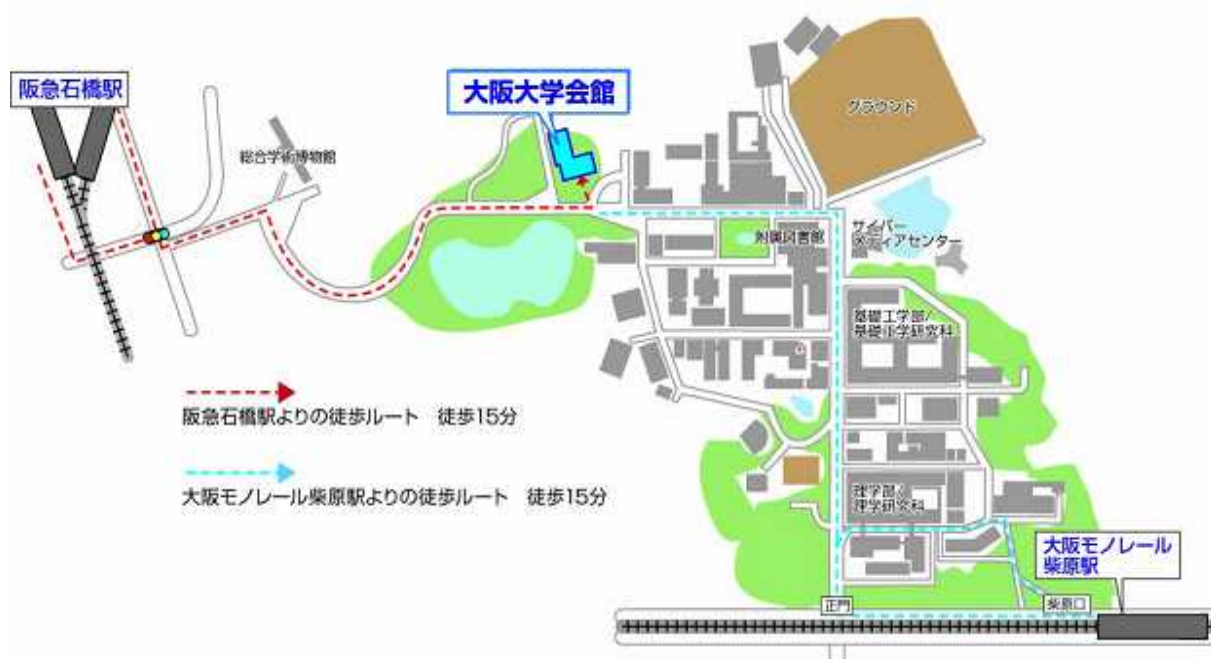 阪急石橋駅
大阪大学会館
グラウンド
総合学術博物館
附属図書館
サイバー
メディアセンター
基礎工学部/
基礎工学研究科
阪急石橋駅よりの徒歩ルート 徒歩15分
大阪モノレール柴原駅よりの徒歩ルート 徒歩15分
理学部/
理学研究科
大阪モノレール
柴原駅
正門
柴原口